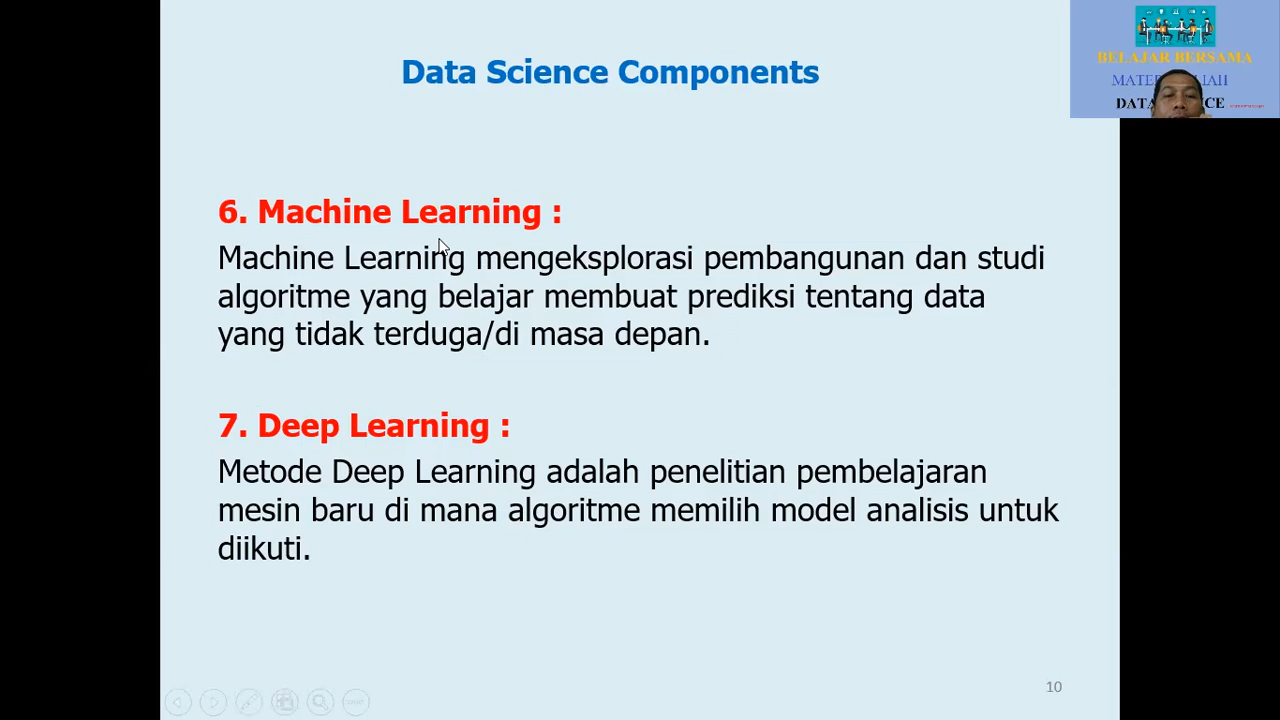 Data Science Components
BELAJAR BERSAMA
6. Machine Learning :
Machine Learning mengeksplorasi pembangunan dan studi
algoritme yang belajar membuat prediksi tentang data
yang tidak terduga/di masa depan.
7. Deep Learning :
Metode Deep Learning adalah penelitian pembelajaran
mesin baru di mana algoritme memilih model analisis untuk
diikuti.
10